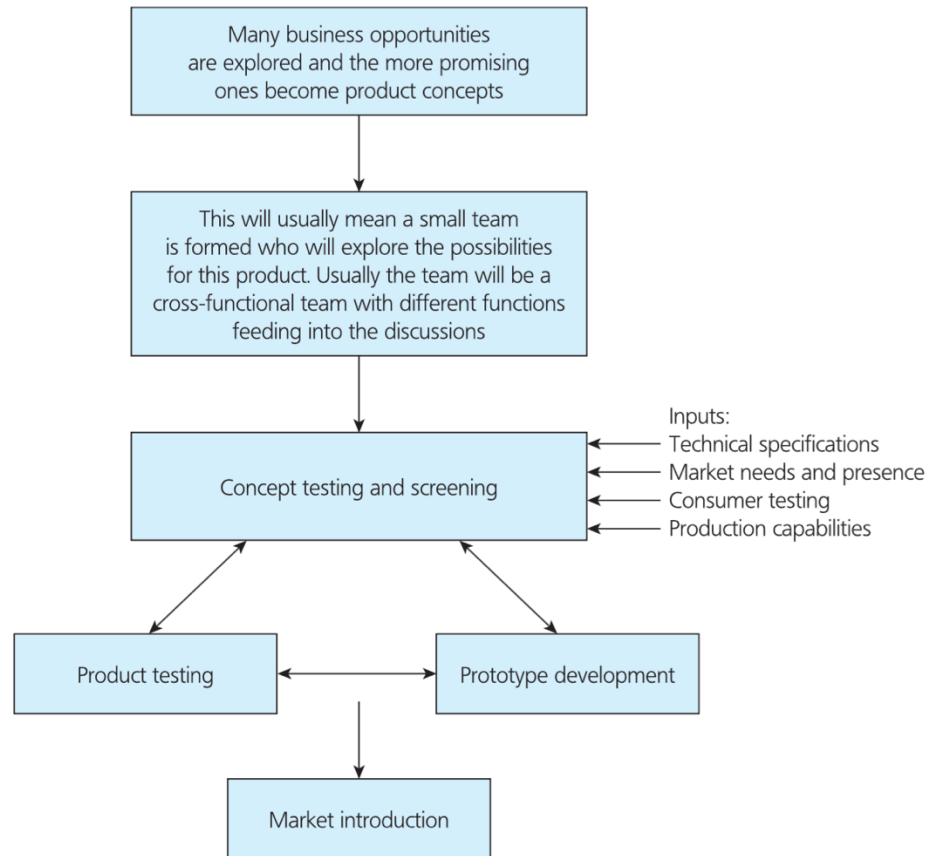 Many business opportunities
are explored and the more promising
ones become product concepts
This will usually mean a small team
is formed who will explore the possibilities
for this product. Usually the team will be a
cross-functional team with different functions
feeding into the discussions
Concept testing and screening
Inputs:
Technical specifications
Market needs and presence
Consumer testing
Production capabilities
Product testing
Prototype development
Market introduction